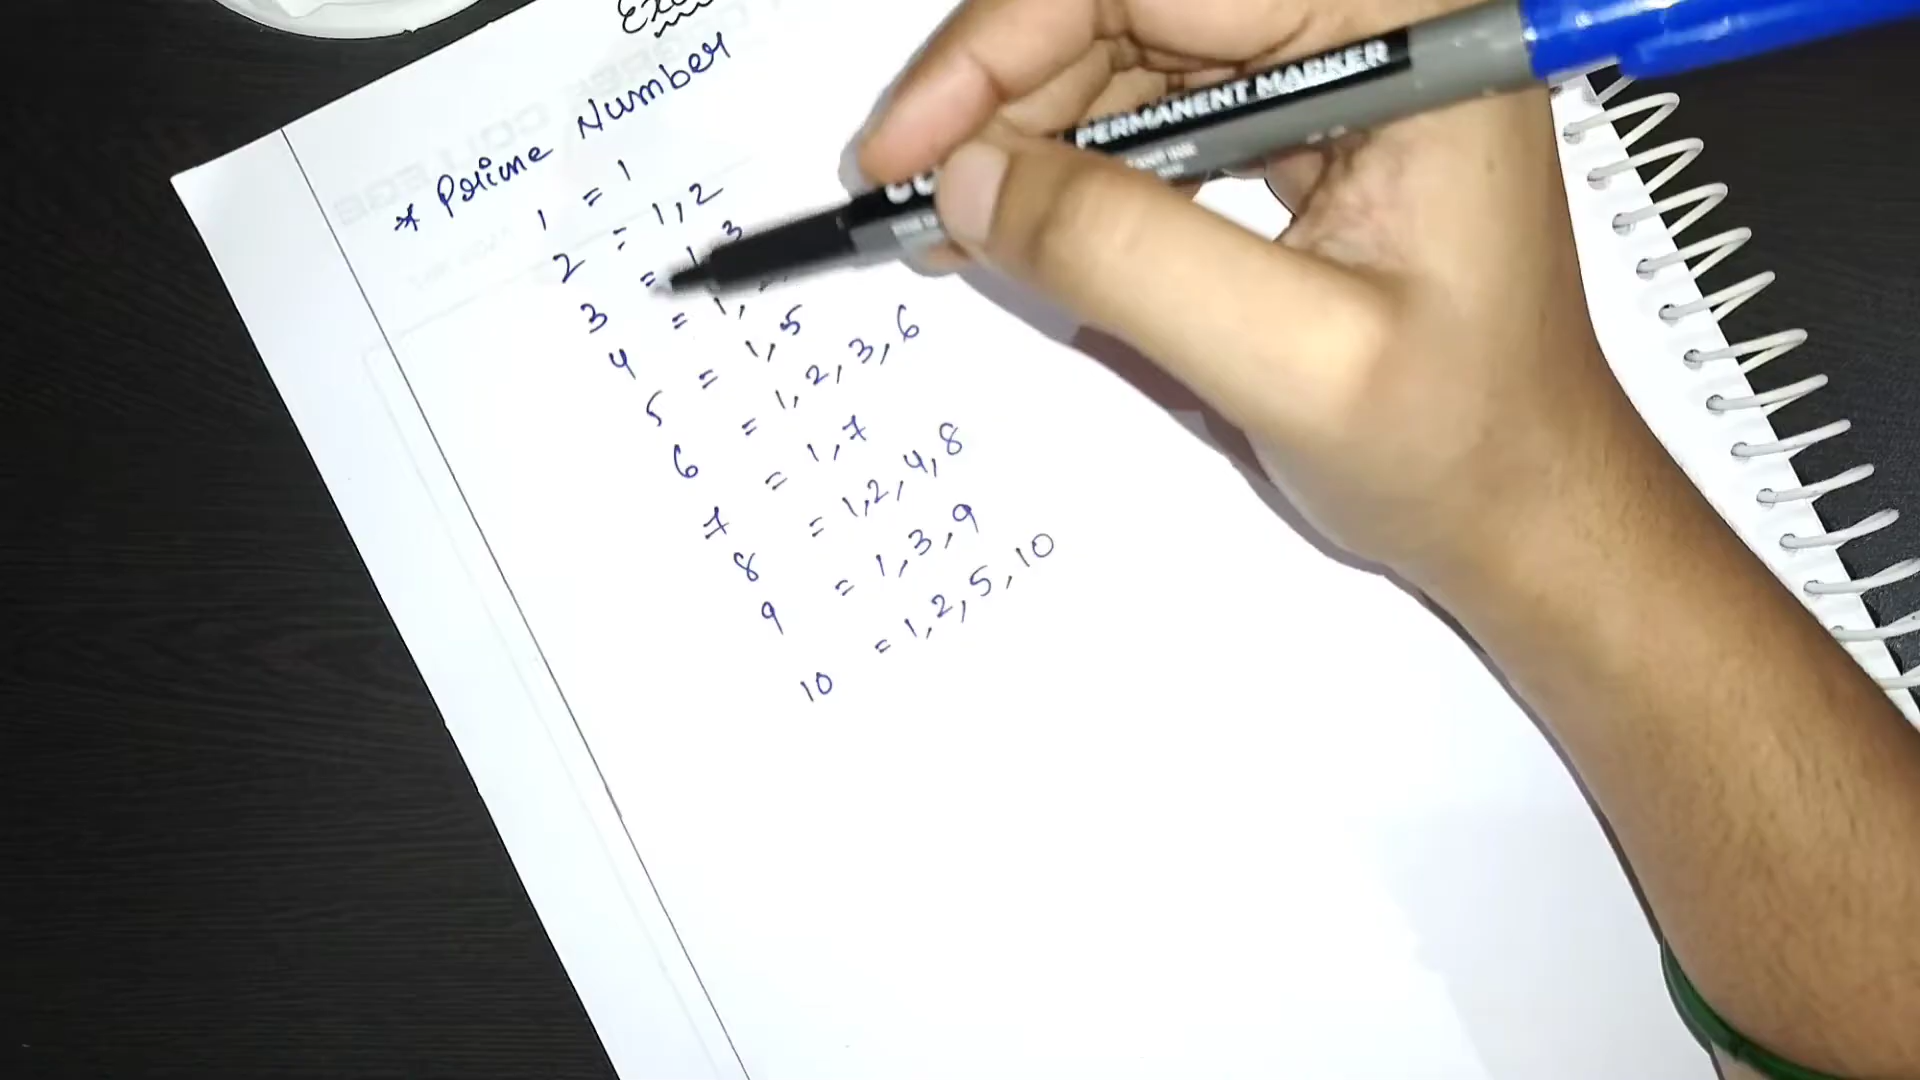 * Prime Number
1 = 1
2 = 1, 2
3 = 1, 3
4 = 1,
5 = 1, 5
6 = 1, 2, 3, 6
7 = 1, 7
8 = 1, 2, 4, 8
9 = 1, 3, 9
10 = 1, 2, 5, 10
PERMANENT MARKER